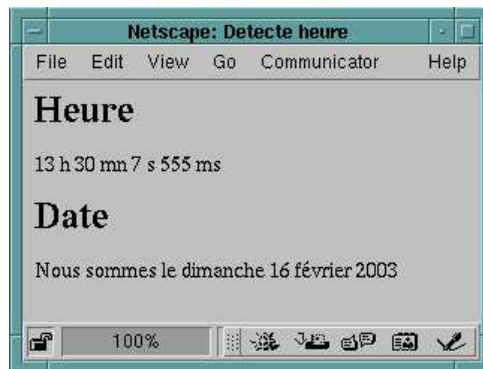 Netscape: Detecte heure
File Edit View Go Communicator Help
Heure
13 h 30 mn 7 s 555 ms
Date
Nous sommes le dimanche 16 février 2003
100%